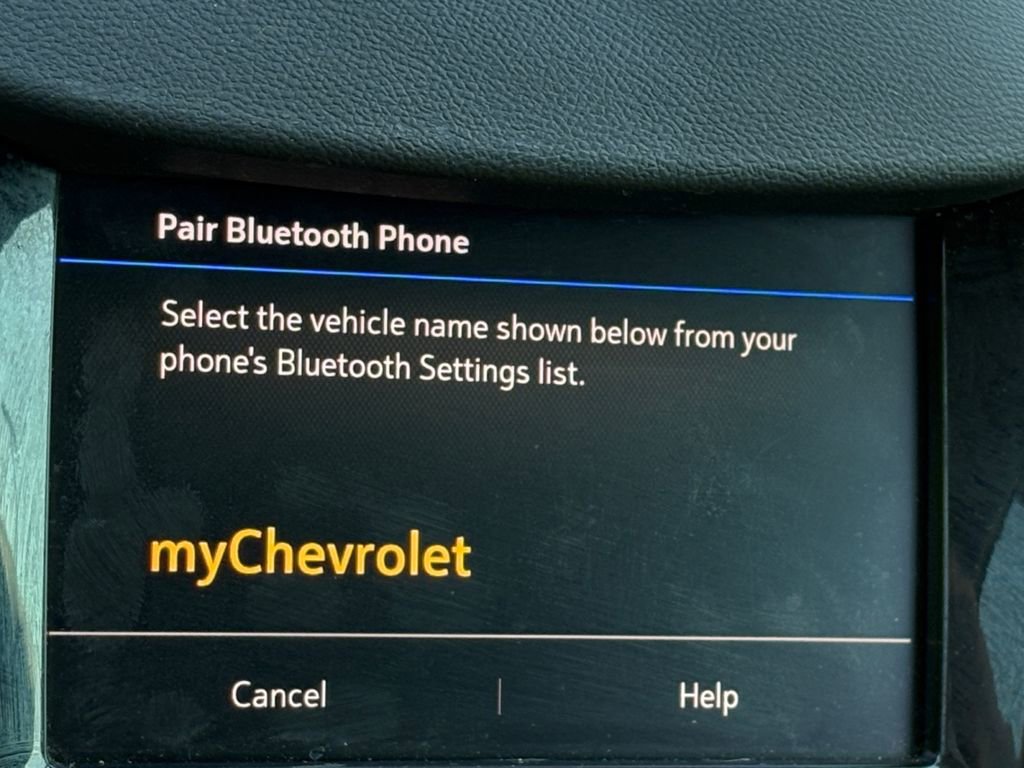 Pair Bluetooth Phone
Select the vehicle name shown below from your
phone's Bluetooth Settings list.
myChevrolet
Cancel
Help